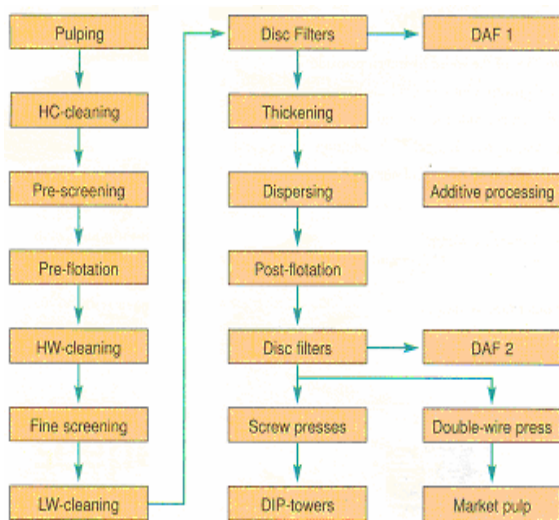 Pulping
HC-cleaning
Pre-screening
Pre-flotation
HW-cleaning
Fine screening
LW-cleaning
Disc Filters
DAF 1
Thickening
Dispersing
Additive processing
Post-flotation
Disc filters
DAF 2
Screw presses
Double-wire press
DIP-towers
Market pulp